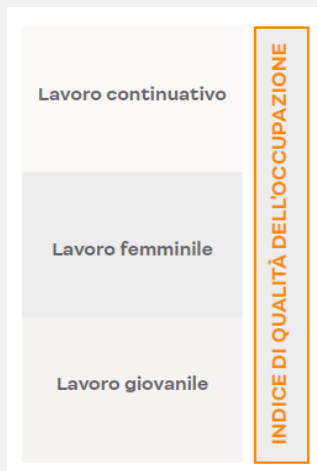 Lavoro continuativo
Lavoro femminile
Lavoro giovanile
INDICE DI QUALITÀ DELL'OCCUPAZIONE